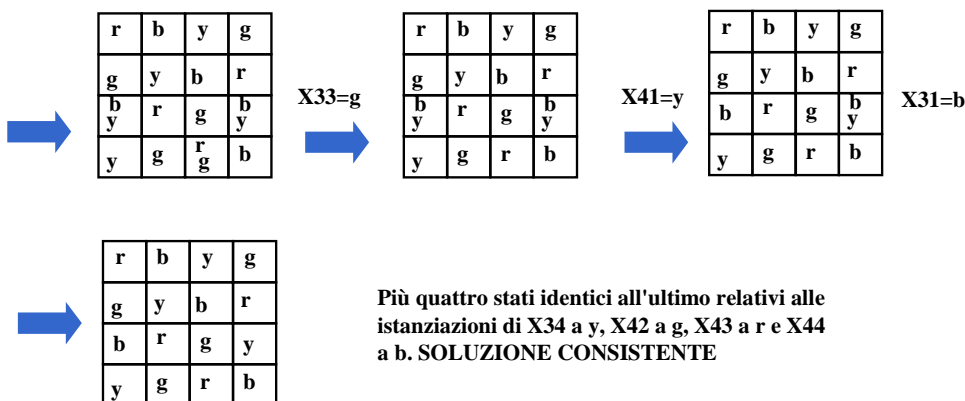 r b y g
g y b r
b y r g b y
y g r g b
X33=g
r b y g
g y b r
b y r g b y
y g r b
X41=y
r b y g
g y b r
b r g b y
y g r b
X31=b
r b y g
g y b r
b r g y
y g r b
Più quattro stati identici all'ultimo relativi alle
istanziazioni di X34 a y, X42 a g, X43 a r e X44
a b. SOLUZIONE CONSISTENTE